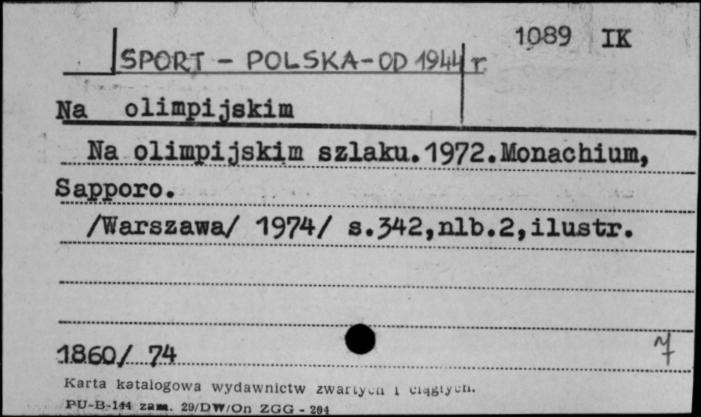 1089 IK
SPORT - POLSKA - OD 1944 r.
Na olimpijskim
Na olimpijskim szlaku.1972.Monachium,
Sapporo.
/Warszawa/ 1974/ s.342,nlb.2,ilustr.
1860/ 74
Karta katalogowa wydawnictw zwartych i ciągłych.
PU-B-144 zam. 29/DW/On ZGG - 294